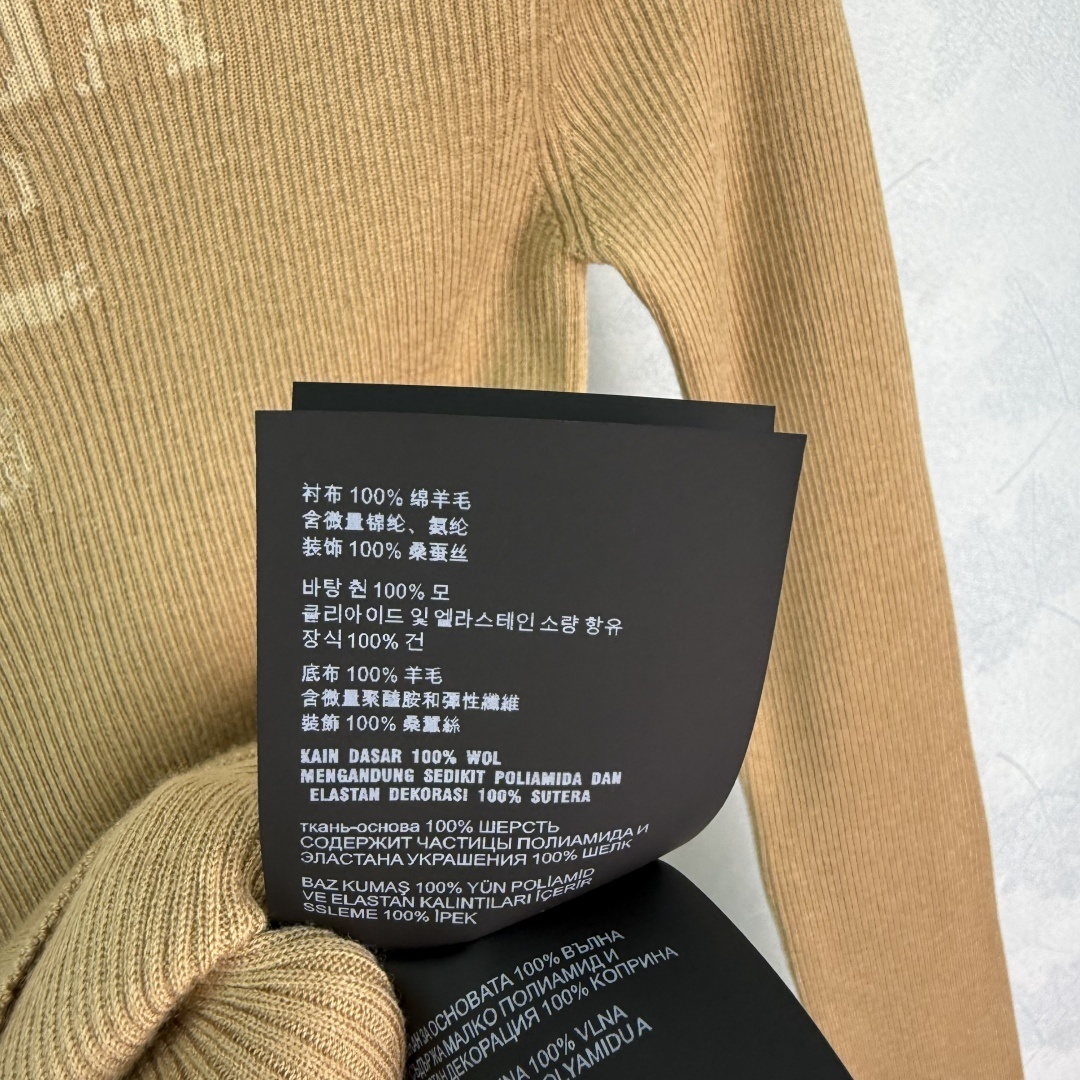 衬布 100% 绵羊毛
含微量锦纶、氨纶
装饰 100% 桑蚕丝
바탕 천 100% 모
클리아이드 및 엘라스테인 소량 항유
장식 100% 건
底布 100% 羊毛
含微量聚醯胺和彈性纖維
裝飾 100% 桑蠶絲
KAIN DASAR 100% WOL
MENGANDUNG SEDIKIT POLIAMIDA DAN
ELASTAN DEKORASI 100% SUTERA
ткань-основа 100% ШЕРСТЬ
СОДЕРЖИТ ЧАСТИЦЫ ПОЛИАМИДА И
ЭЛАСТАНА УКРАШЕНИЯ 100% ШЕЛК
BAZ KUMAŞ 100% YÜN POLİAMİD
VE ELASTAN KALINTILARI İÇERİR
SSLEME 100% İPEK
ОСНОВАТА 100% ВЪЛНА
МАЛКО ПОЛИАМИД И
ДЕКОРАЦИЯ 100% КОПРИНА
100% VLNA